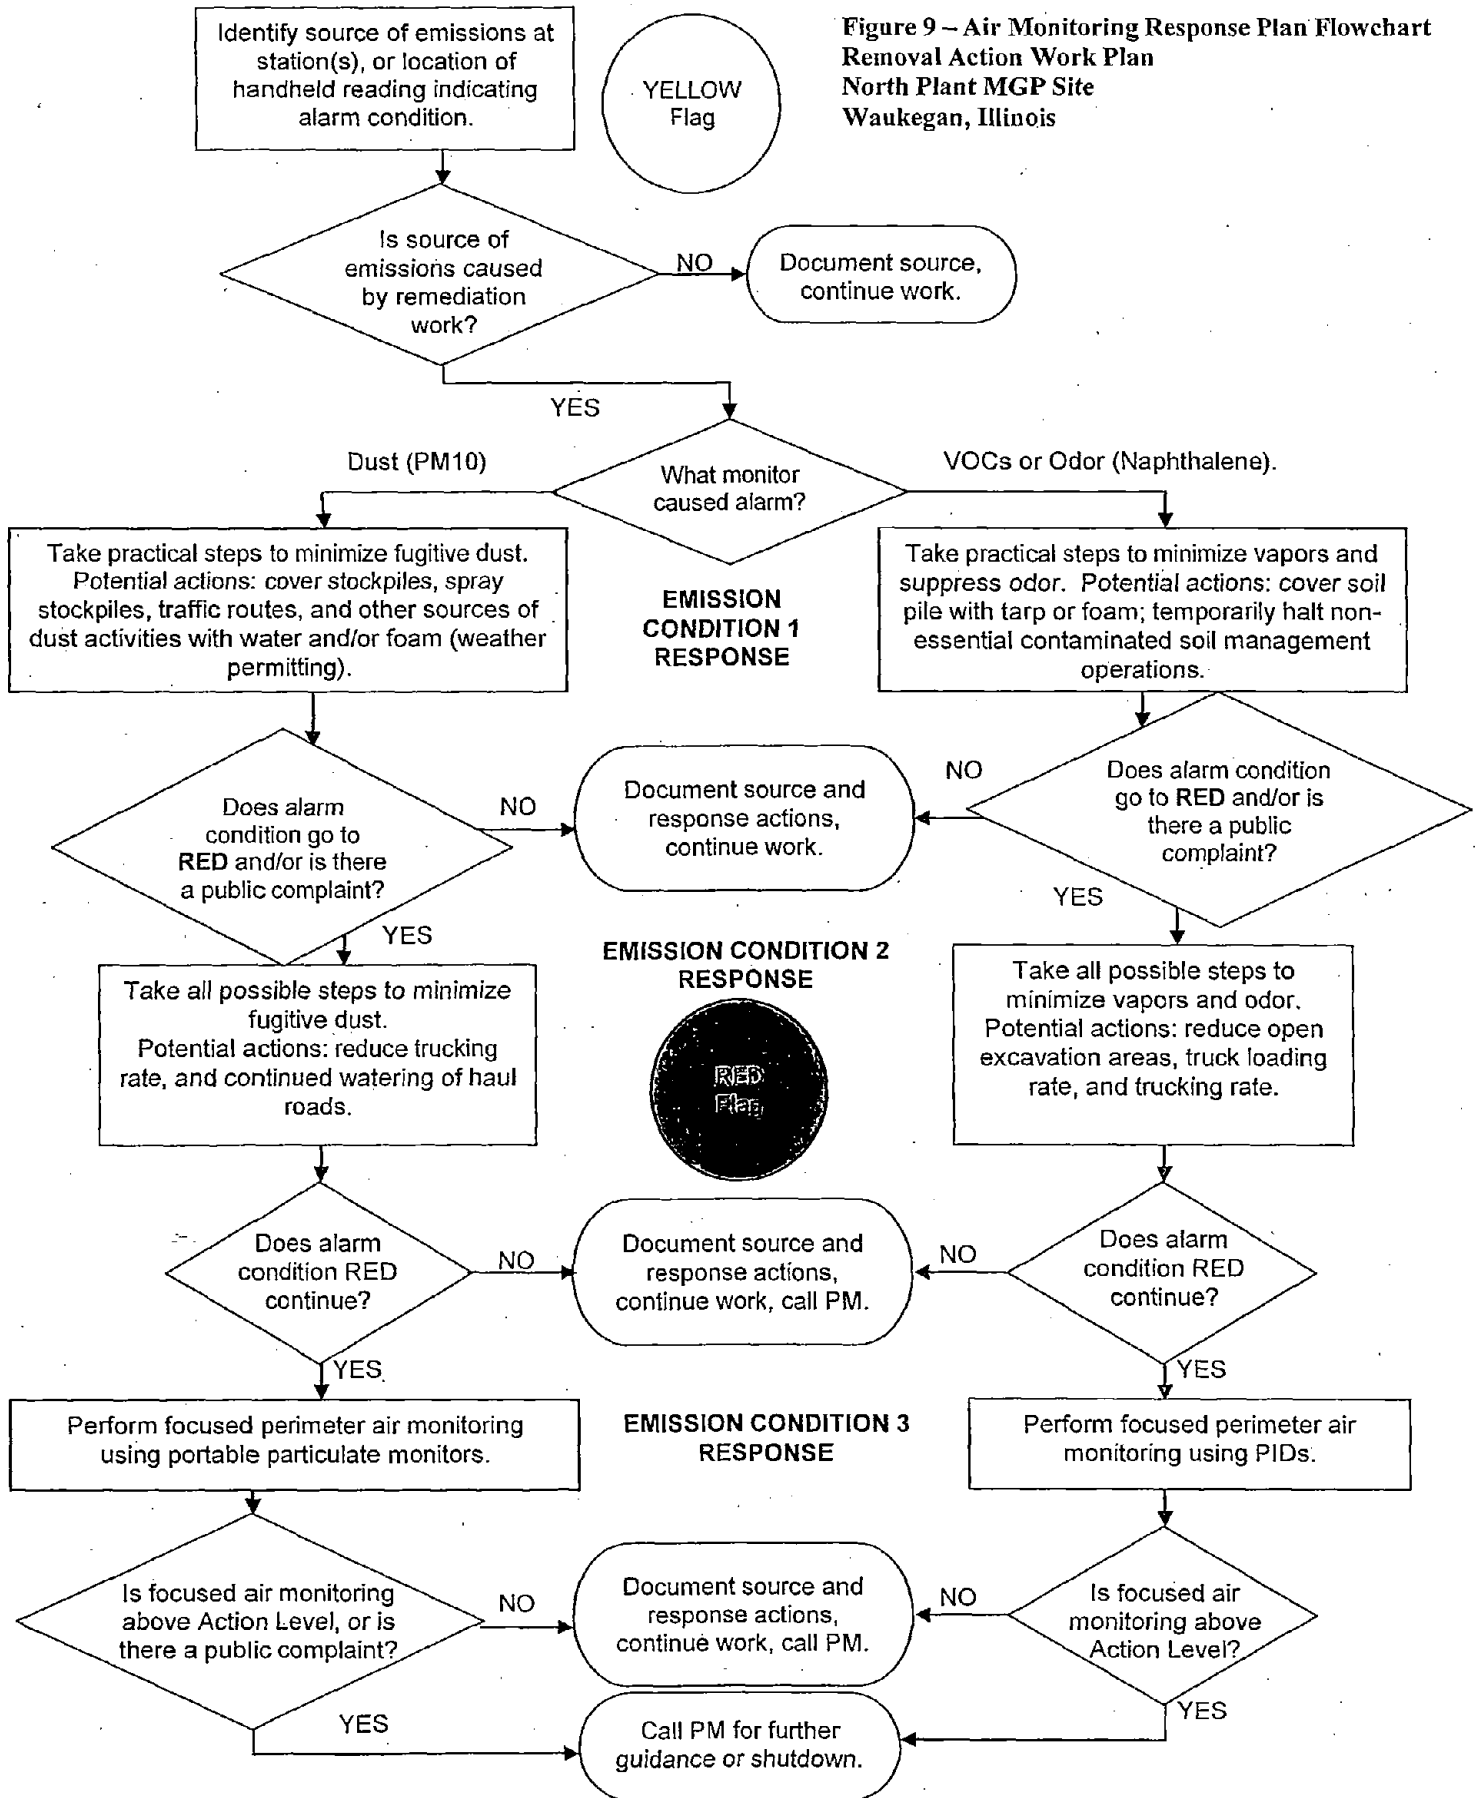 Figure 9 – Air Monitoring Response Plan Flowchart
Removal Action Work Plan
North Plant MGP Site
Waukegan, Illinois
Identify source of emissions at
station(s), or location of
handheld reading indicating
alarm condition.
YELLOW
Flag
Is source of
emissions caused
by remediation
work?
NO
Document source,
continue work.
YES
What monitor
caused alarm?
Dust (PM10)
VOCs or Odor (Naphthalene).
Take practical steps to minimize fugitive dust.
Potential actions: cover stockpiles, spray
stockpiles, traffic routes, and other sources of
dust activities with water and/or foam (weather
permitting).
EMISSION
CONDITION 1
RESPONSE
Take practical steps to minimize vapors and
suppress odor. Potential actions: cover soil
pile with tarp or foam; temporarily halt non-
essential contaminated soil management
operations.
Does alarm
condition go to
RED and/or is there
a public complaint?
NO
Document source and
response actions,
continue work.
NO
Does alarm condition
go to RED and/or is
there a public
complaint?
YES
YES
EMISSION CONDITION 2
RESPONSE
RED
Flag
Take all possible steps to minimize
fugitive dust.
Potential actions: reduce trucking
rate, and continued watering of haul
roads.
Take all possible steps to
minimize vapors and odor.
Potential actions: reduce open
excavation areas, truck loading
rate, and trucking rate.
Does alarm
condition RED
continue?
NO
Document source and
response actions,
continue work, call PM.
NO
Does alarm
condition RED
continue?
YES
YES
Perform focused perimeter air monitoring
using portable particulate monitors.
EMISSION CONDITION 3
RESPONSE
Perform focused perimeter air
monitoring using PIDs.
Is focused air monitoring
above Action Level, or is
there a public complaint?
NO
Document source and
response actions,
continue work, call PM.
NO
Is focused air
monitoring above
Action Level?
YES
YES
Call PM for further
guidance or shutdown.